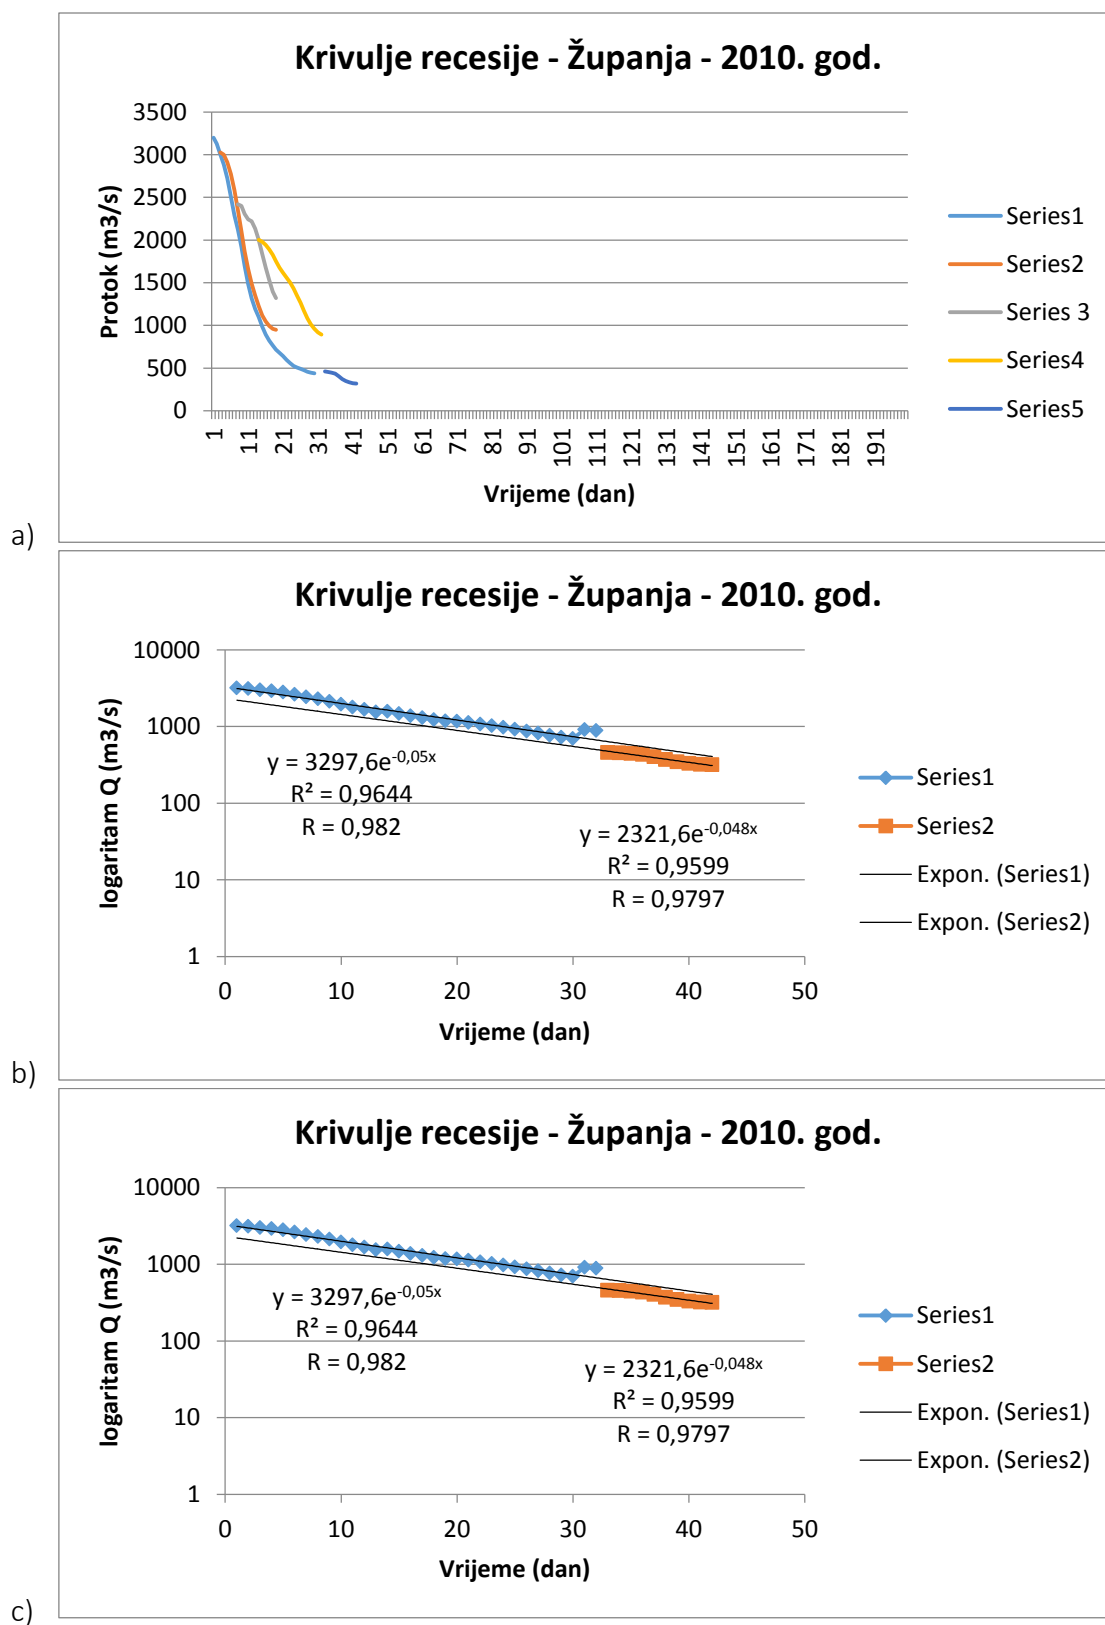 Krivulje recesije - Županja - 2010. god.
3500
3000
2500
2000
1500
1000
500
0
Protok (m3/s)
1 11 21 31 41 51 61 71 81 91 101 111 121 131 141 151 161 171 181 191
Vrijeme (dan)
Series1
Series2
Series 3
Series4
Series5
a)
Krivulje recesije - Županja - 2010. god.
10000
1000
100
10
1
logaritam Q (m3/s)
y = 3297,6e^-0,05x
R² = 0,9644
R = 0,982
y = 2321,6e^-0,048x
R² = 0,9599
R = 0,9797
0 10 20 30 40 50
Vrijeme (dan)
Series1
Series2
Expon. (Series1)
Expon. (Series2)
b)
Krivulje recesije - Županja - 2010. god.
10000
1000
100
10
1
logaritam Q (m3/s)
y = 3297,6e^-0,05x
R² = 0,9644
R = 0,982
y = 2321,6e^-0,048x
R² = 0,9599
R = 0,9797
0 10 20 30 40 50
Vrijeme (dan)
Series1
Series2
Expon. (Series1)
Expon. (Series2)
c)